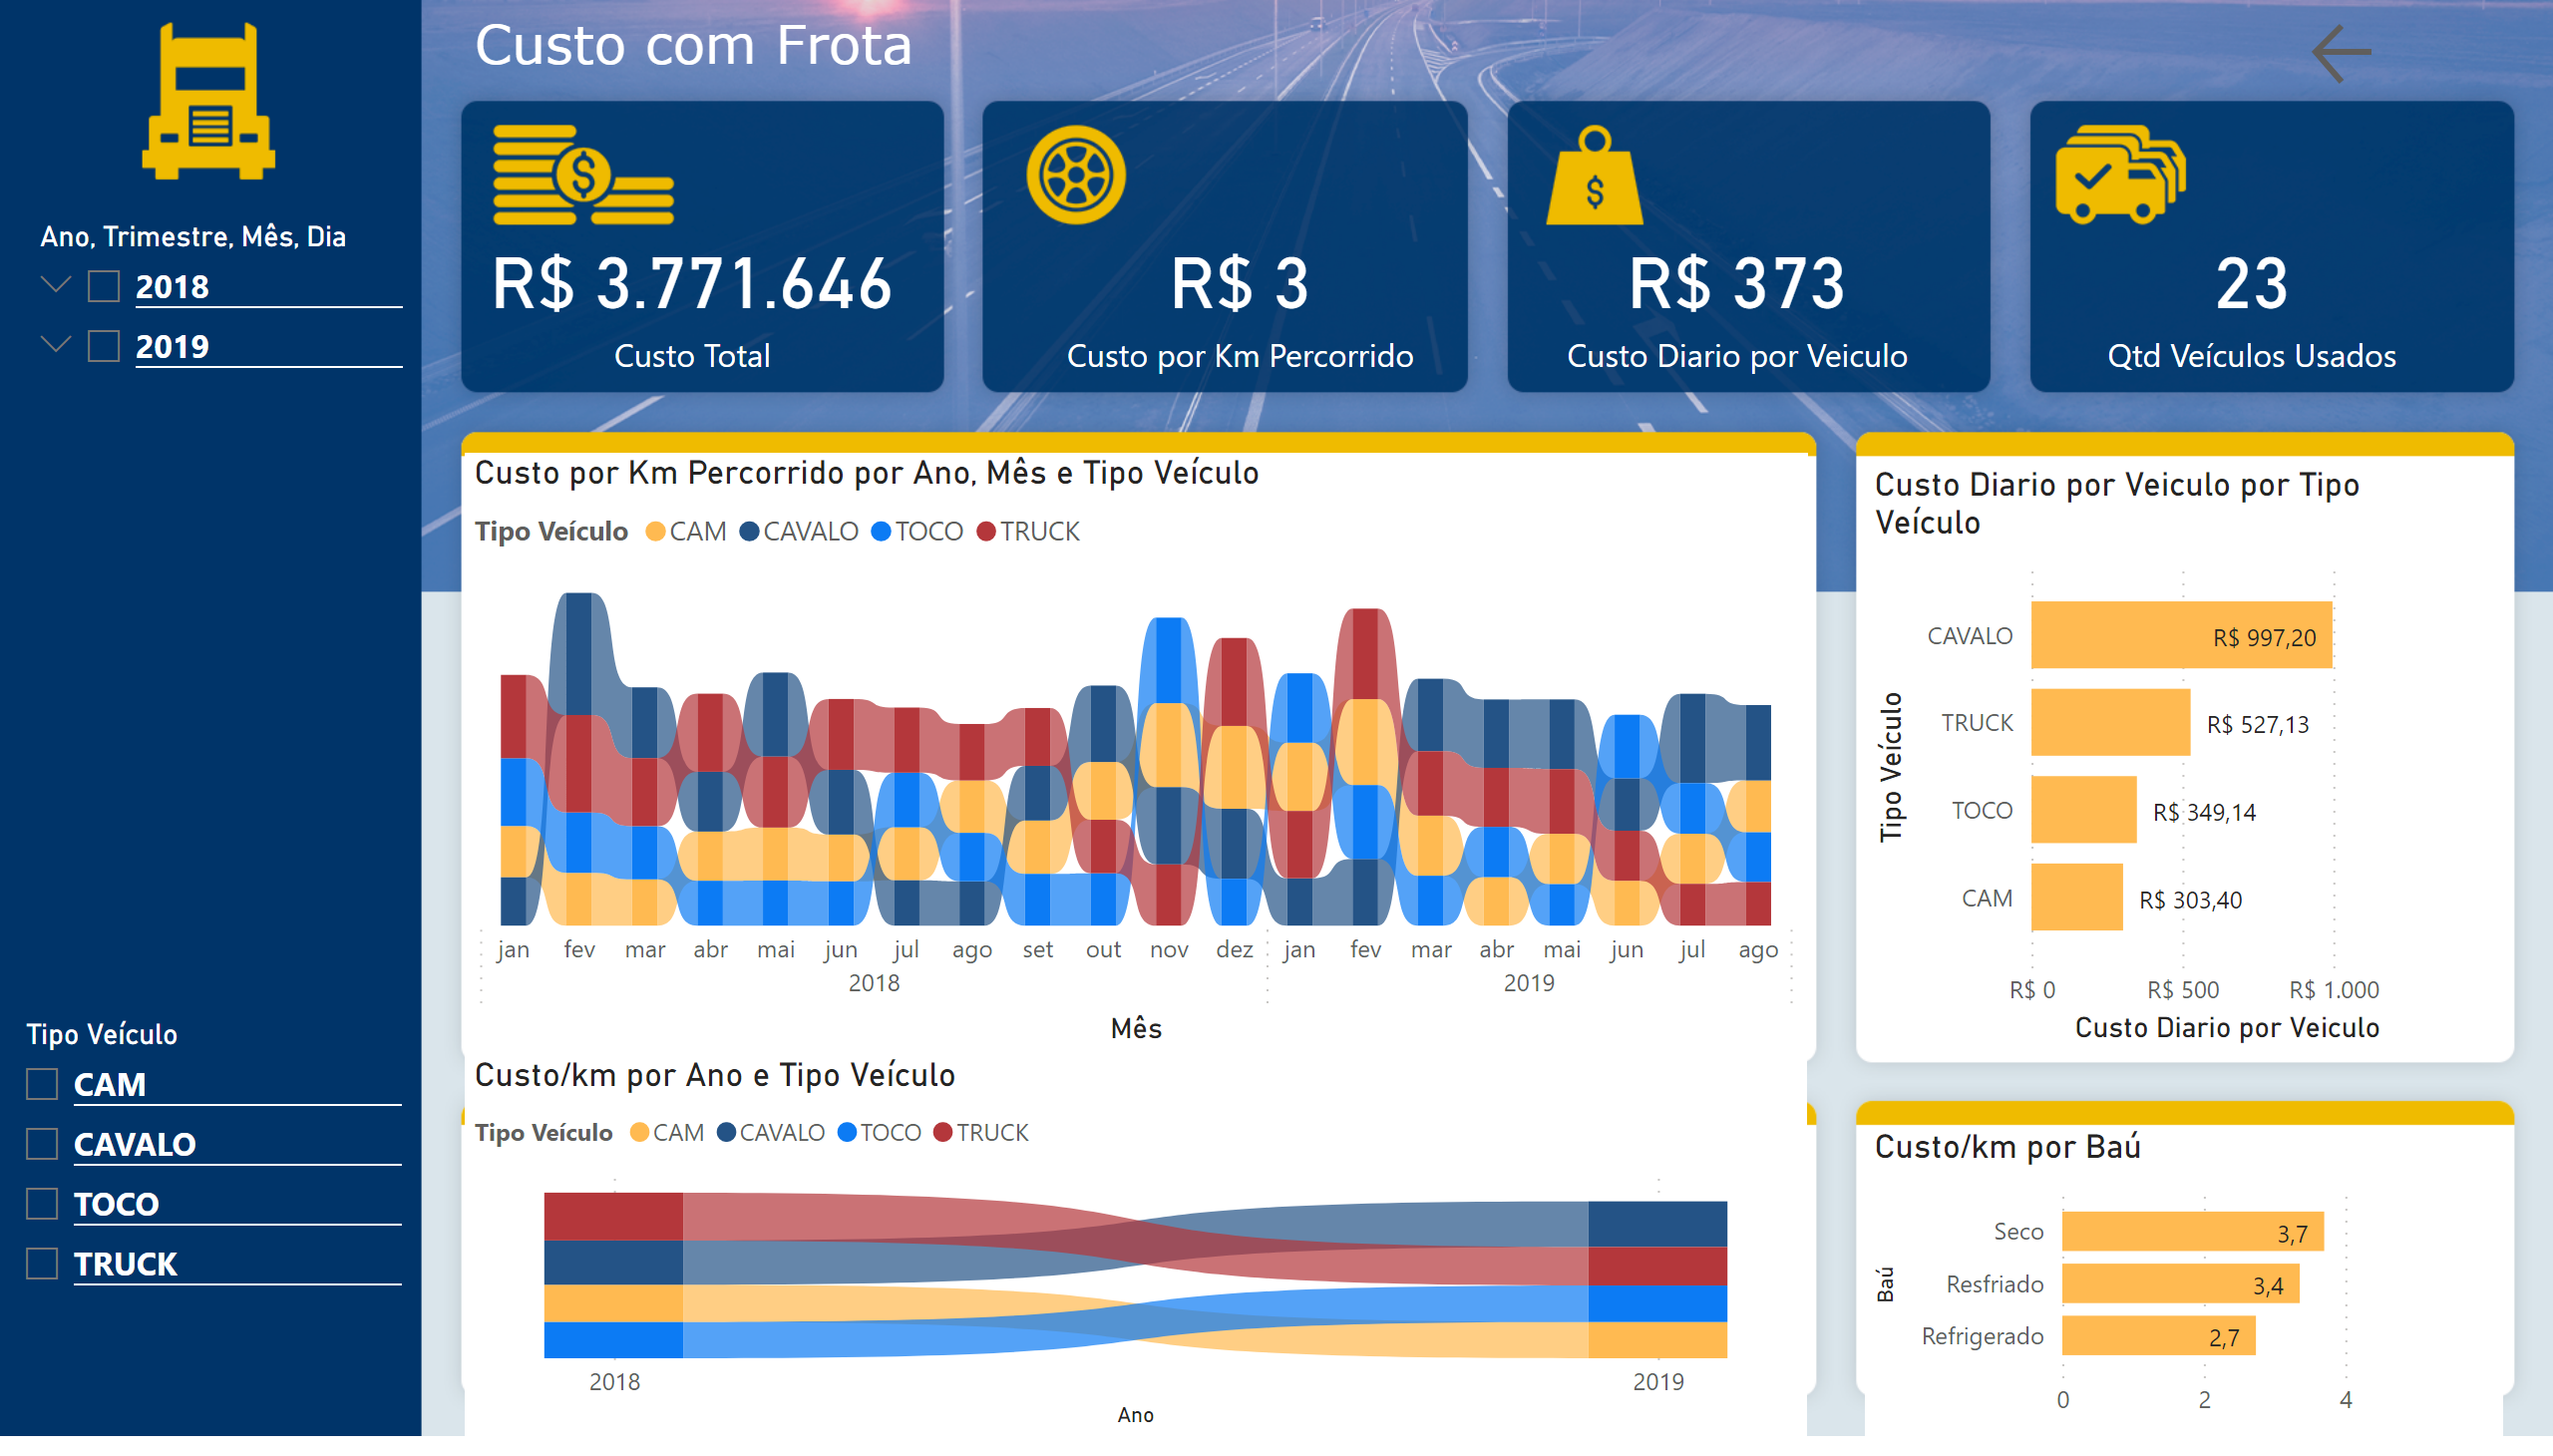 Custo com Frota
Ano, Trimestre, Mês, Dia
2018
2019
$
R$ 3.771.646
Custo Total
R$ 3
Custo por Km Percorrido
$
R$ 373
Custo Diario por Veiculo
23
Qtd Veículos Usados
Custo por Km Percorrido por Ano, Mês e Tipo Veículo
Tipo Veículo CAM CAVALO TOCO TRUCK
jan fev mar abr mai jun jul ago set out nov dez jan fev mar abr mai jun jul ago
2018 2019
Mês
Custo Diario por Veiculo por Tipo
Veículo
Tipo Veículo
CAVALO R$ 997,20
TRUCK R$ 527,13
TOCO R$ 349,14
CAM R$ 303,40
R$ 0 R$ 500 R$ 1.000
Custo Diario por Veiculo
Tipo Veículo
CAM
CAVALO
TOCO
TRUCK
Custo/km por Ano e Tipo Veículo
Tipo Veículo CAM CAVALO TOCO TRUCK
2018 2019
Ano
Custo/km por Baú
Baú
Seco 3,7
Resfriado 3,4
Refrigerado 2,7
0 2 4